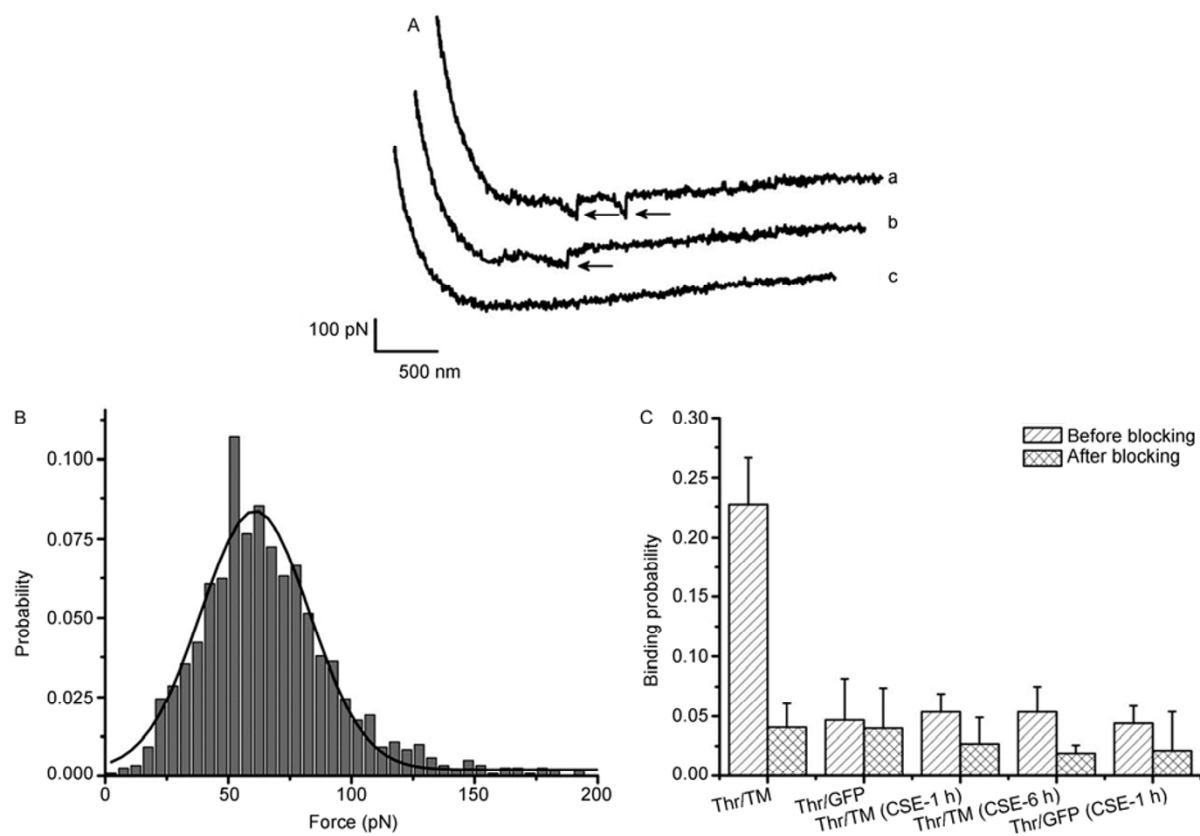 A
a
b
c
100 pN
500 nm
B
0.100
0.075
0.050
0.025
0.000
Probability
0 50 100 150 200
Force (pN)
C
Before blocking
After blocking
0.30
0.25
0.20
0.15
0.10
0.05
0.00
Binding probability
Thr/TM
Thr/GFP
Thr/TM (CSE-1 h)
Thr/TM (CSE-6 h)
Thr/GFP (CSE-1 h)